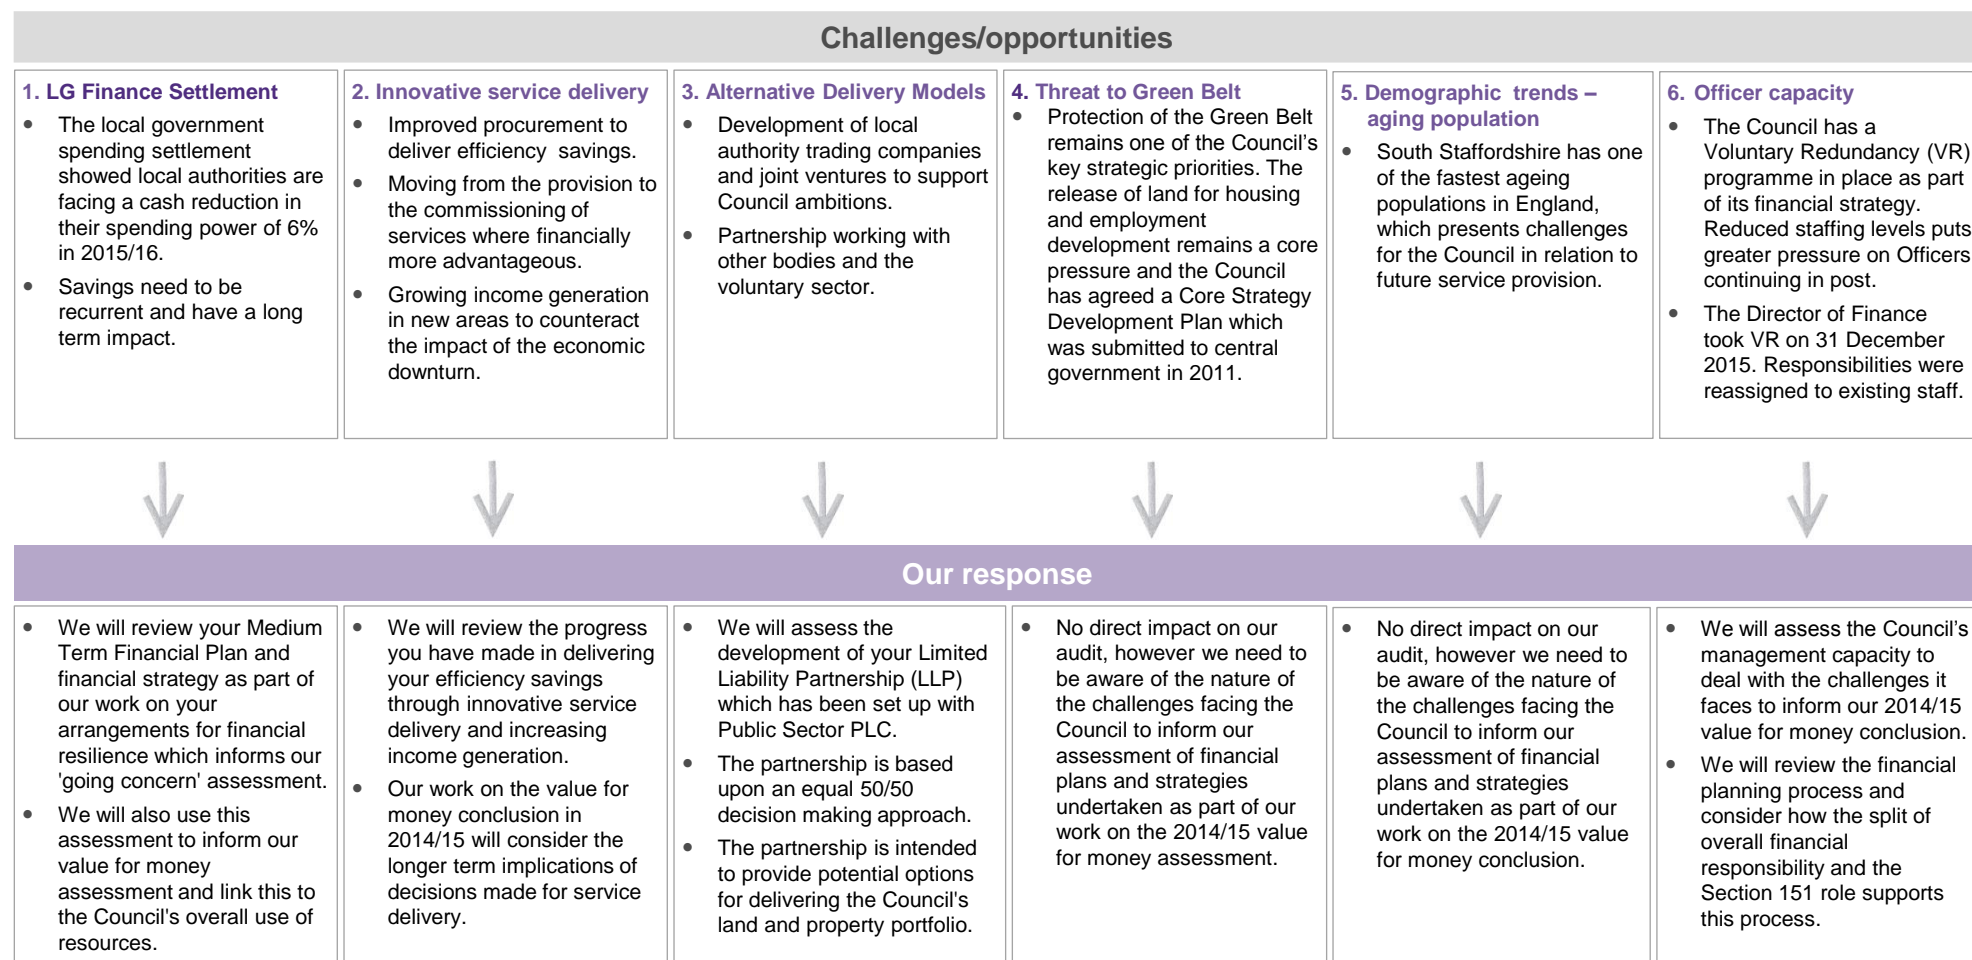 Challenges/opportunities
1. LG Finance Settlement
• The local government
spending settlement
showed local authorities are
facing a cash reduction in
their spending power of 6%
in 2015/16.
• Savings need to be
recurrent and have a long
term impact.
2. Innovative service delivery
• Improved procurement to
deliver efficiency savings.
• Moving from the provision to
the commissioning of
services where financially
more advantageous.
• Growing income generation
in new areas to counteract
the impact of the economic
downturn.
3. Alternative Delivery Models
• Development of local
authority trading companies
and joint ventures to support
Council ambitions.
• Partnership working with
other bodies and the
voluntary sector.
4. Threat to Green Belt
• Protection of the Green Belt
remains one of the Council’s
key strategic priorities. The
release of land for housing
and employment
development remains a core
pressure and the Council
has agreed a Core Strategy
Development Plan which
was submitted to central
government in 2011.
5. Demographic trends –
aging population
• South Staffordshire has one
of the fastest ageing
populations in England,
which presents challenges
for the Council in relation to
future service provision.
6. Officer capacity
• The Council has a
Voluntary Redundancy (VR)
programme in place as part
of its financial strategy.
Reduced staffing levels puts
greater pressure on Officers
continuing in post.
• The Director of Finance
took VR on 31 December
2015. Responsibilities were
reassigned to existing staff.
Our response
• We will review your Medium
Term Financial Plan and
financial strategy as part of
our work on your
arrangements for financial
resilience which informs our
'going concern' assessment.
• We will also use this
assessment to inform our
value for money
assessment and link this to
the Council's overall use of
resources.
• We will review the progress
you have made in delivering
your efficiency savings
through innovative service
delivery and increasing
income generation.
• Our work on the value for
money conclusion in
2014/15 will consider the
longer term implications of
decisions made for service
delivery.
• We will assess the
development of your Limited
Liability Partnership (LLP)
which has been set up with
Public Sector PLC.
• The partnership is based
upon an equal 50/50
decision making approach.
• The partnership is intended
to provide potential options
for delivering the Council's
land and property portfolio.
• No direct impact on our
audit, however we need to
be aware of the nature of
the challenges facing the
Council to inform our
assessment of financial
plans and strategies
undertaken as part of our
work on the 2014/15 value
for money assessment.
• No direct impact on our
audit, however we need to
be aware of the nature of
the challenges facing the
Council to inform our
assessment of financial
plans and strategies
undertaken as part of our
work on the 2014/15 value
for money conclusion.
• We will assess the Council’s
management capacity to
deal with the challenges it
faces to inform our 2014/15
value for money conclusion.
• We will review the financial
planning process and
consider how the split of
overall financial
responsibility and the
Section 151 role supports
this process.